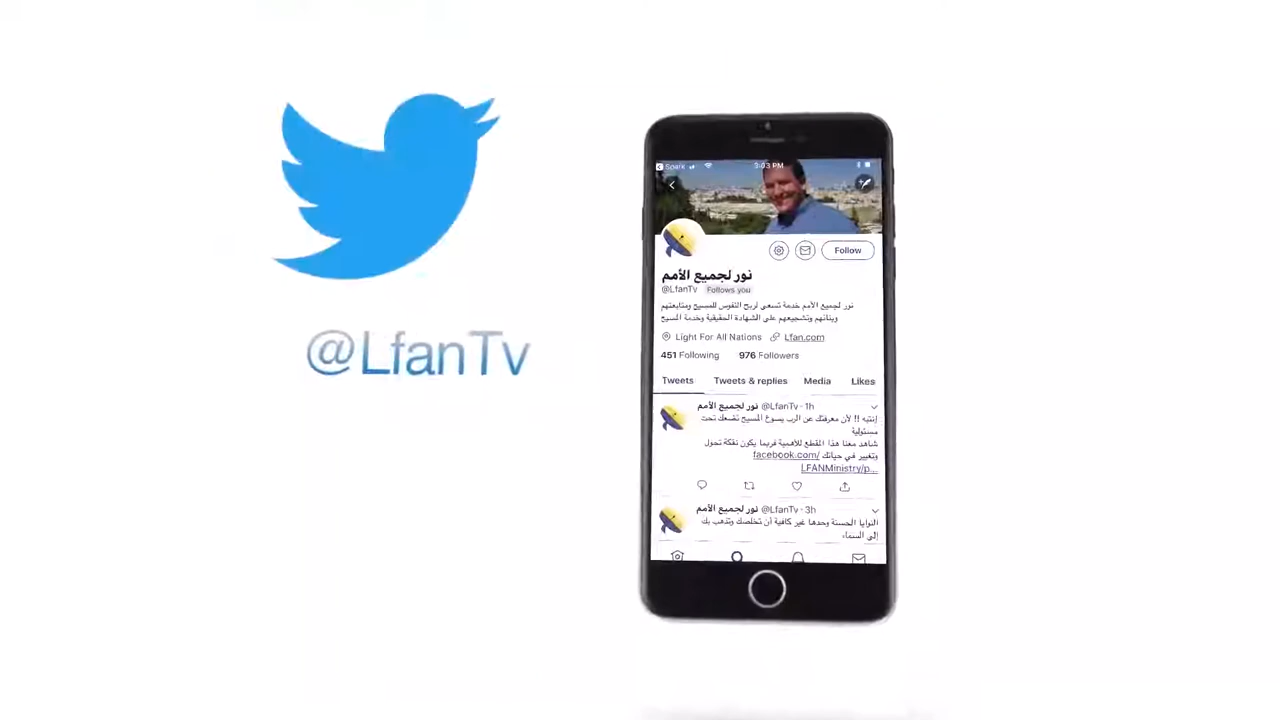 @LfanTv
Spark
3:03 PM
Follow
نور لجميع الأمم
@LfanTv Follows you
نور لجميع الأمم خدمة تسعى لربح النفوس للمسيح ومتابعتهم
وبنائهم وتشجيعهم على الشهادة الحقيقية وخدمة المسيح
Light For All Nations Lfan.com
451 Following 976 Followers
Tweets Tweets & replies Media Likes
نور لجميع الأمم @LfanTv · 1h
إنتبه !! لأن معرفتك عن الرب يسوع المسيح تضعك تحت
مسئولية
شاهد معنا هذا المقطع للأهمية فربما يكون نقطة تحول
وتغيير في حياتك facebook.com/
LFANMinistry/p...
نور لجميع الأمم @LfanTv · 3h
النوايا الحسنة وحدها غير كافية أن تخلصك وتذهب بك
إلى السماء